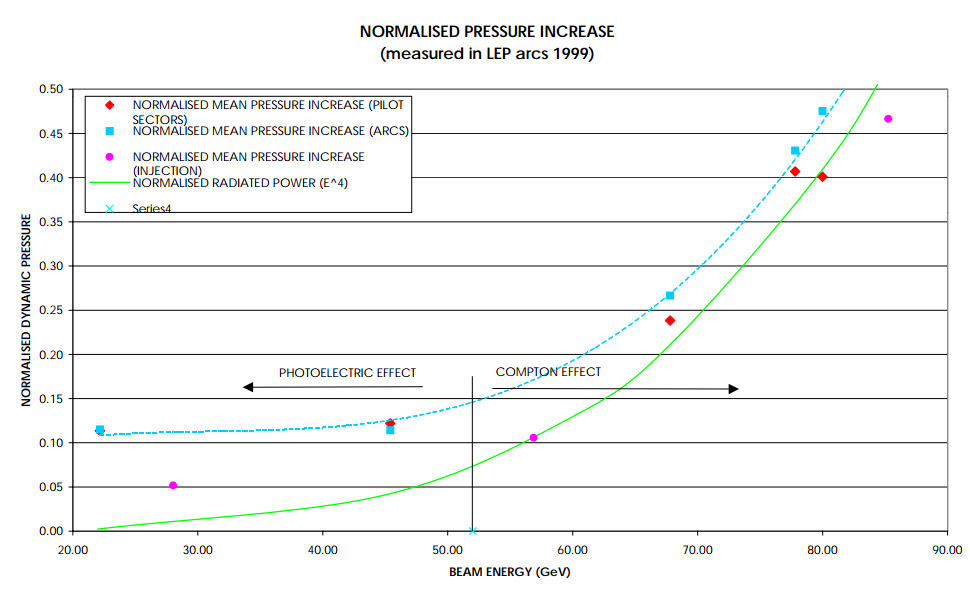 NORMALISED PRESSURE INCREASE
(measured in LEP arcs 1999)
NORMALISED MEAN PRESSURE INCREASE (PILOT
SECTORS)
NORMALISED MEAN PRESSURE INCREASE (ARCS)
NORMALISED MEAN PRESSURE INCREASE
(INJECTION)
NORMALISED RADIATED POWER (E^4)
Series4
NORMALISED DYNAMIC PRESSURE
0.50
0.45
0.40
0.35
0.30
0.25
0.20
0.15
0.10
0.05
0.00
PHOTOELECTRIC EFFECT
COMPTON EFFECT
20.00 30.00 40.00 50.00 60.00 70.00 80.00 90.00
BEAM ENERGY (GeV)